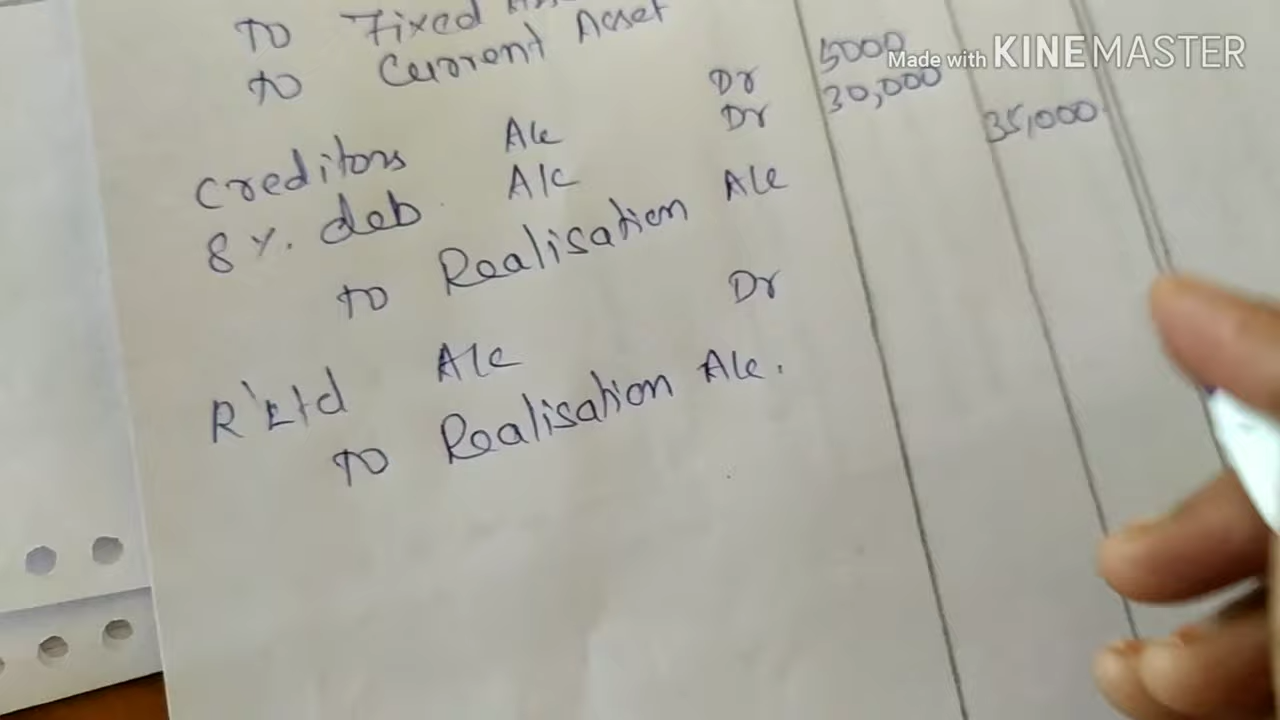 To Fixed
To Current Asset
Creditors A/c Dr 5000
8%. deb A/c Dr 30,000
To Realisation A/c 35,000
R'Ltd A/c Dr
To Realisation A/c.
Made with KINEMASTER